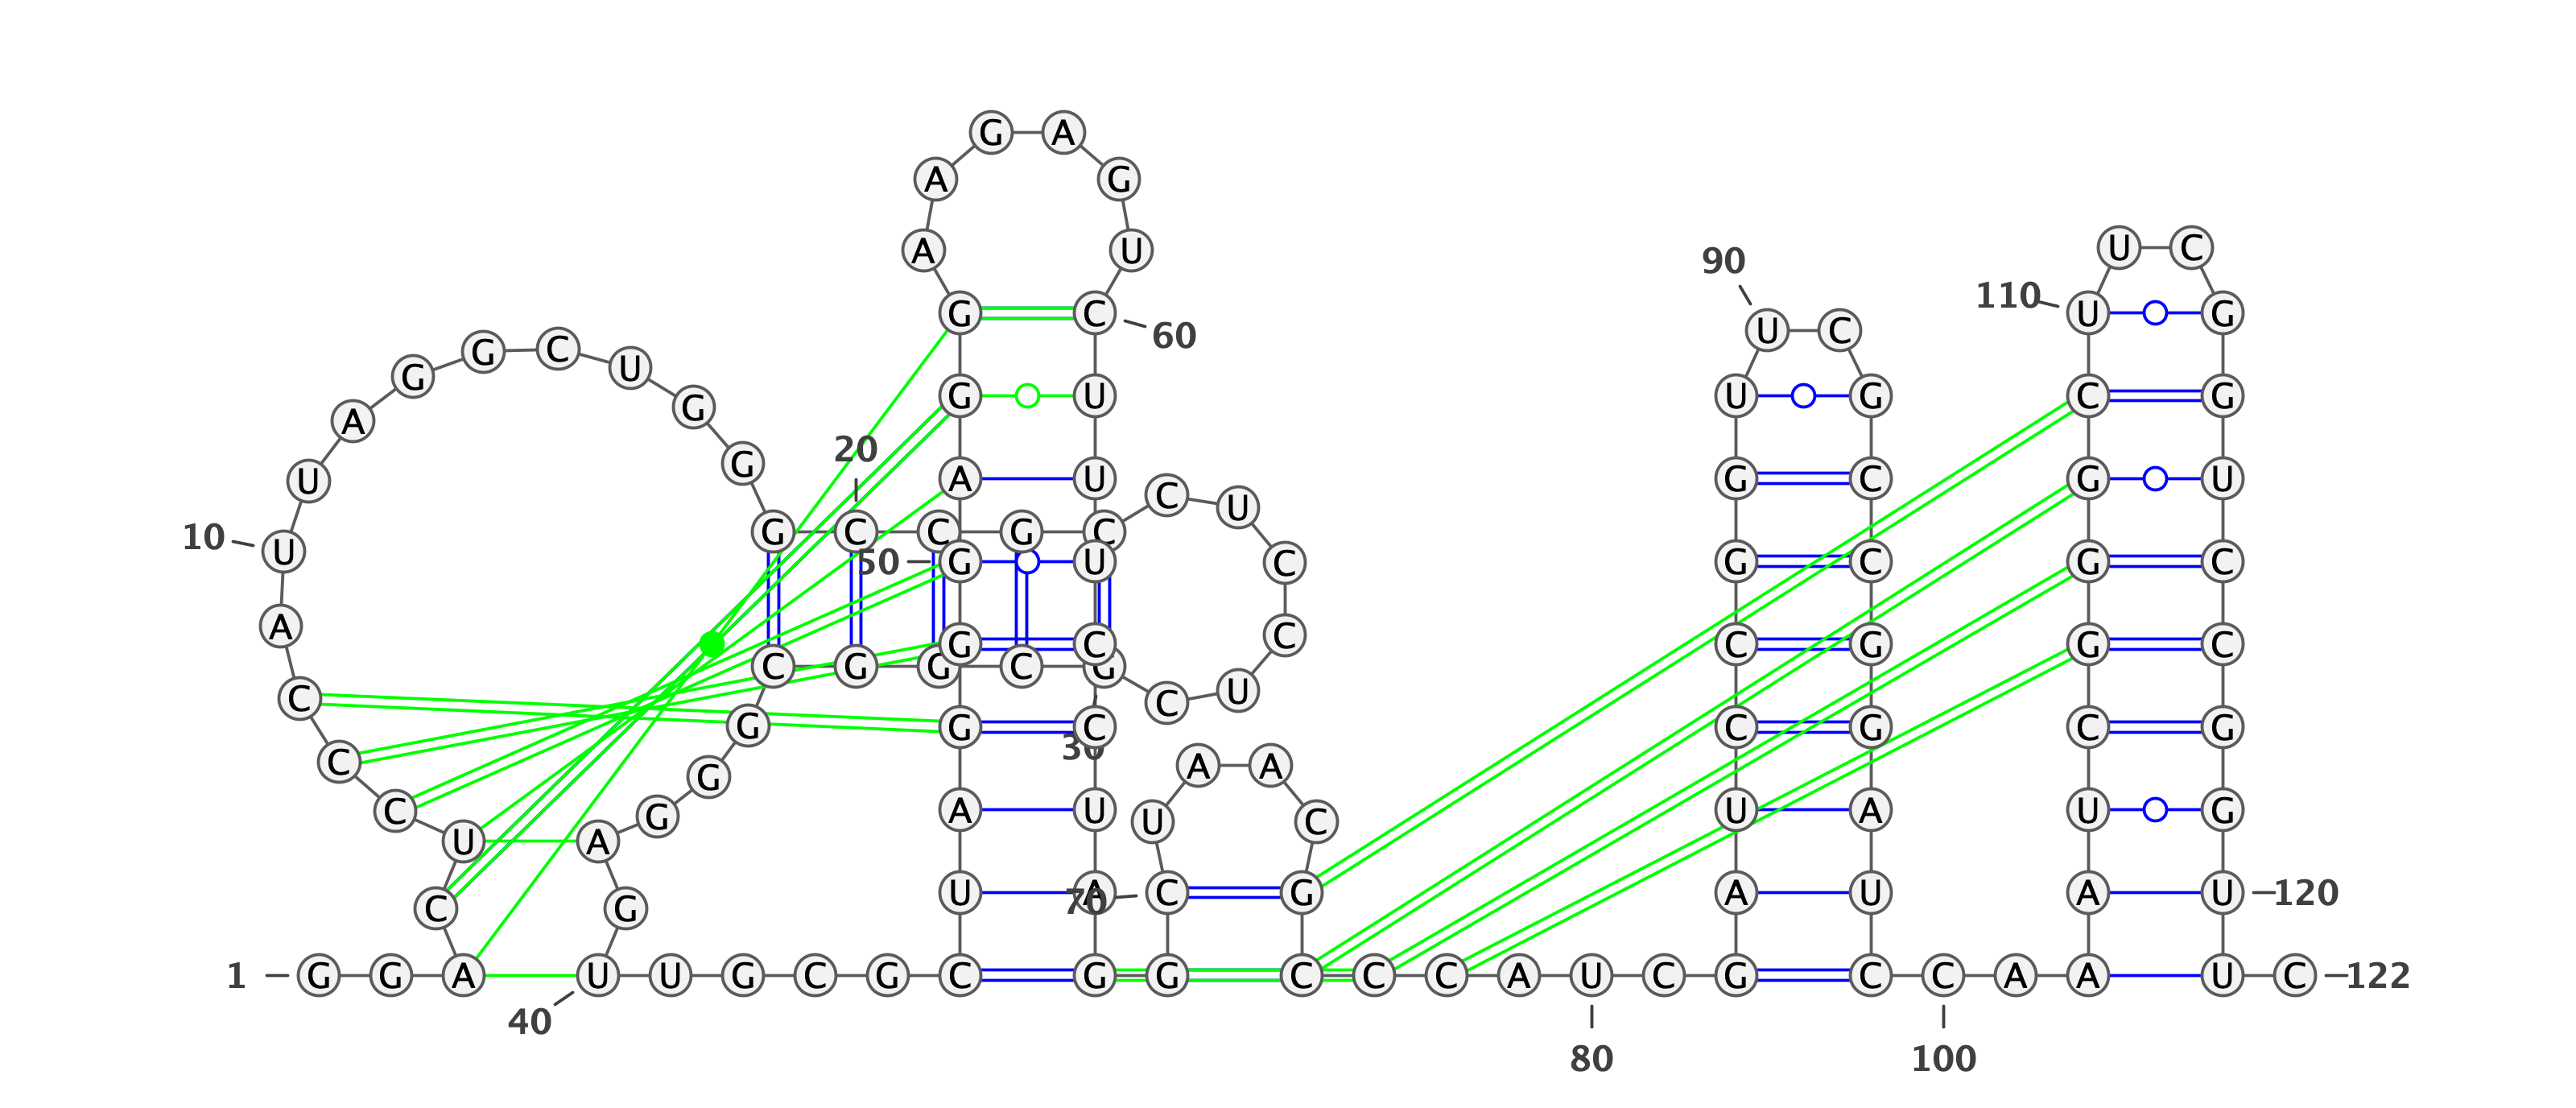 G A
A G
A U U C
90
110
G C U G
60 U C
G G C U
G G U U G C G
A G
20
G
U A U G C G U
C U
10 U G C C G C
50 G U C G C G C
A C
G C C G G C
C G G C G
U C
C
G G C C G C G
30
C G A A
C G A U U A U G
U A U C
C G U A C G A U A U 120
70
1 G G A U U G C G C G G C C C A U C G C C A A U C 122
40
80 100